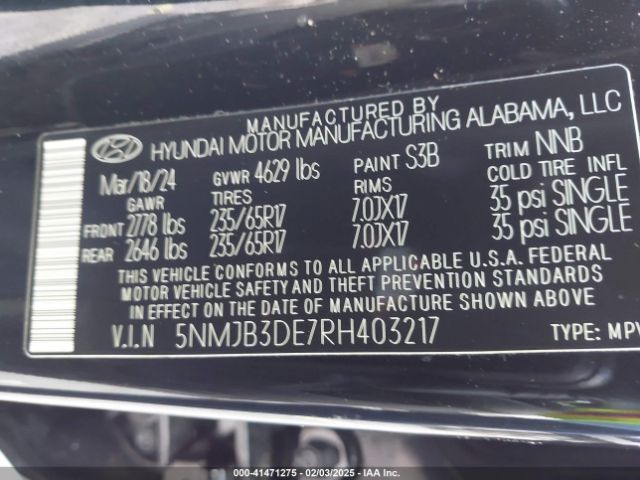 MANUFACTURED BY
HYUNDAI MOTOR MANUFACTURING ALABAMA, LLC
Mar/18/24 GVWR 4629 lbs PAINT S3B TRIM NNB
GAWR TIRES RIMS COLD TIRE INFL
FRONT 2778 lbs 235/65R17 7.0JX17 35 psi SINGLE
REAR 2646 lbs 235/65R17 7.0JX17 35 psi SINGLE
THIS VEHICLE CONFORMS TO ALL APPLICABLE U.S.A. FEDERAL
MOTOR VEHICLE SAFETY AND THEFT PREVENTION STANDARDS
IN EFFECT ON THE DATE OF MANUFACTURE SHOWN ABOVE
V.I.N 5NMJB3DE7RH403217 TYPE: MPV
000-41471275 - 02/03/2025 - IAA Inc.